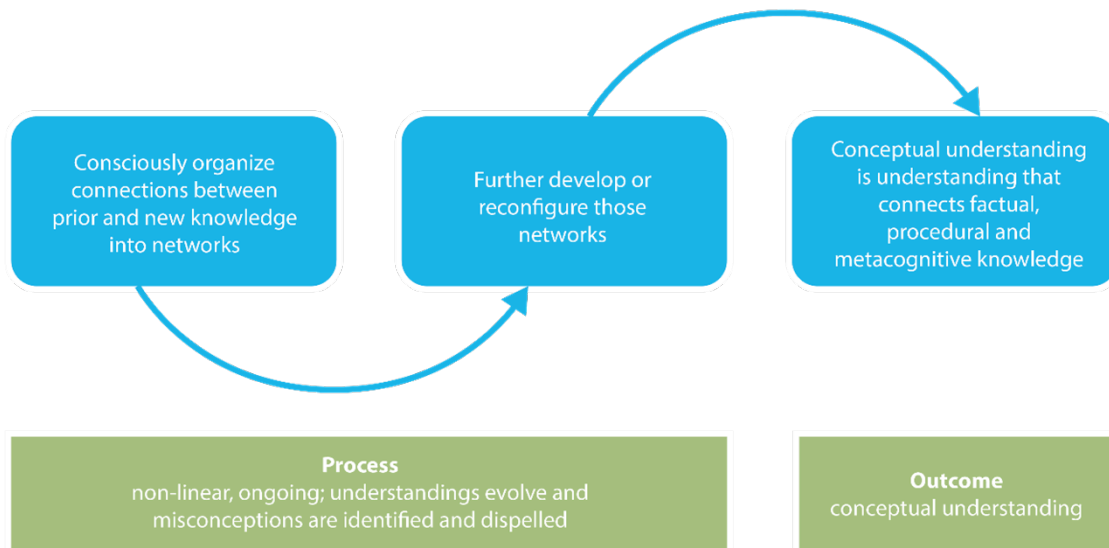 Consciously organize
connections between
prior and new knowledge
into networks
Further develop or
reconfigure those
networks
Conceptual understanding
is understanding that
connects factual,
procedural and
metacognitive knowledge
Process
non-linear, ongoing; understandings evolve and
misconceptions are identified and dispelled
Outcome
conceptual understanding